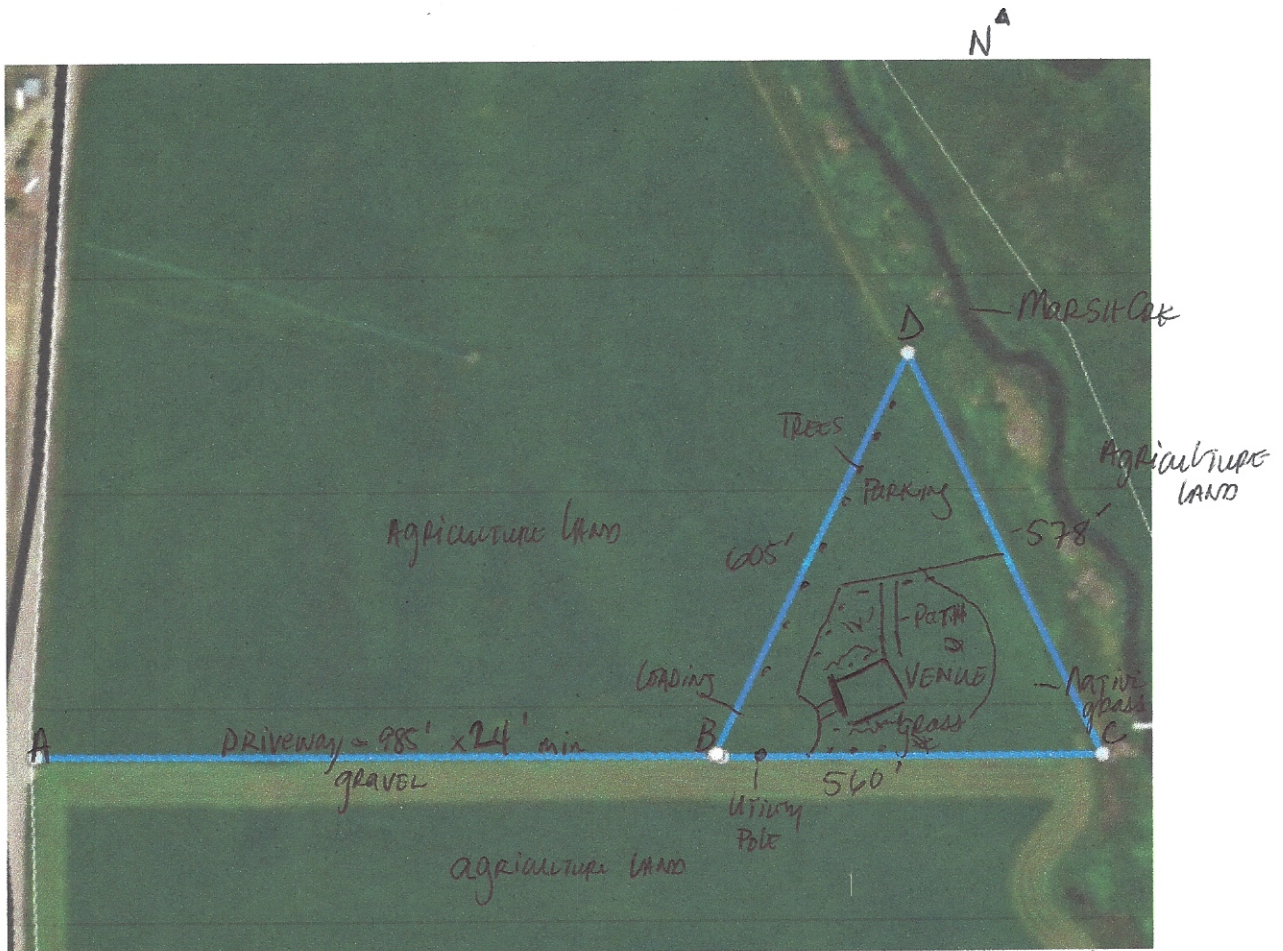 N
MARSH CRK
D
TREES
PARKING
AGRICULTURE
LAND
AGRICULTURE LAND
605'
578'
PATH
LOADING
VENUE
Native
grass
A
DRIVEWAY ~ 985' x 24' min
B
GRASS
C
gravel
560'
UTILITY
POLE
AGRICULTURE LAND